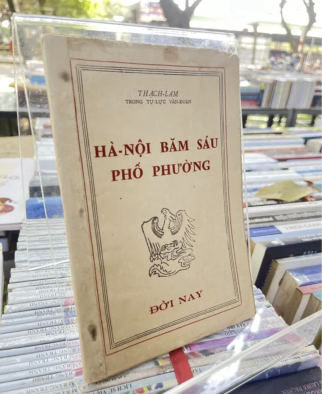 THẠCH-LAM
TRONG TỰ-LỰC VĂN-ĐOÀN
HÀ-NỘI BĂM SÁU
PHỐ PHƯỜNG
ĐỜI NAY